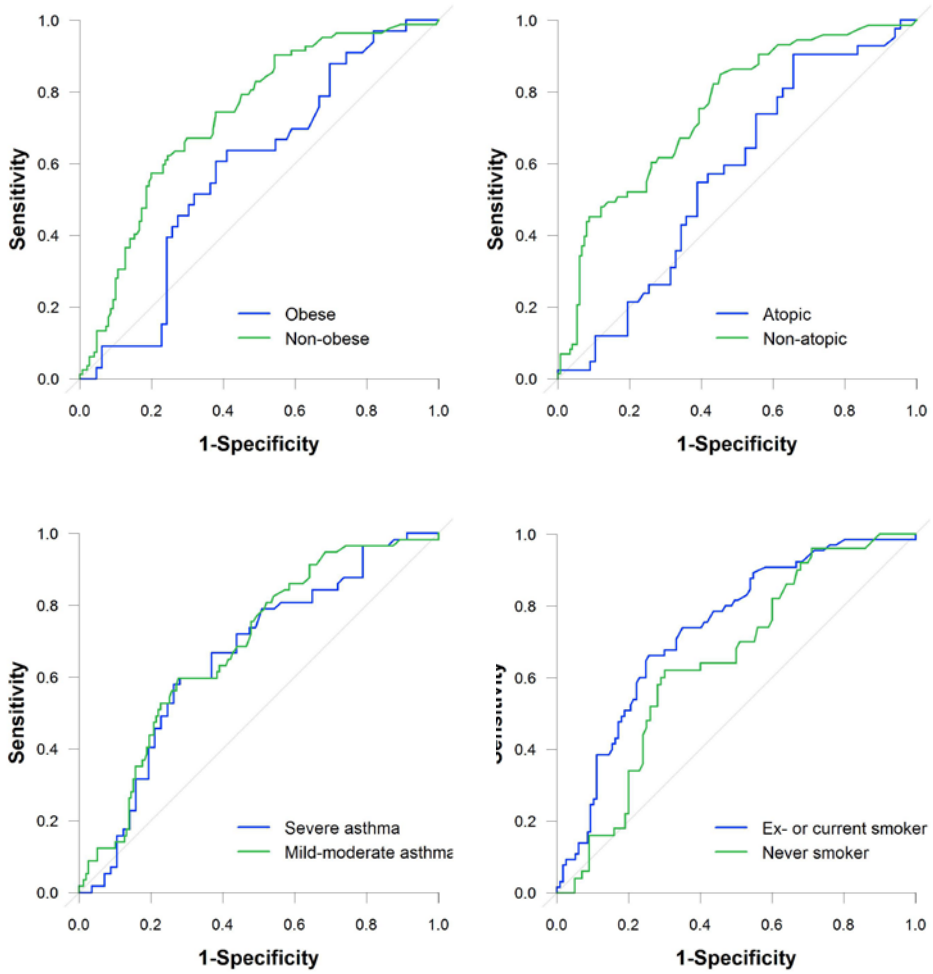 1.0
0.8
0.6
0.4
0.2
0.0
Sensitivity
Obese
Non-obese
0.0 0.2 0.4 0.6 0.8 1.0
1-Specificity
1.0
0.8
0.6
0.4
0.2
0.0
Sensitivity
Atopic
Non-atopic
0.0 0.2 0.4 0.6 0.8 1.0
1-Specificity
1.0
0.8
0.6
0.4
0.2
0.0
Sensitivity
Severe asthma
Mild-moderate asthma
0.0 0.2 0.4 0.6 0.8 1.0
1-Specificity
1.0
0.8
0.6
0.4
0.2
0.0
Sensitivity
Ex- or current smoker
Never smoker
0.0 0.2 0.4 0.6 0.8 1.0
1-Specificity